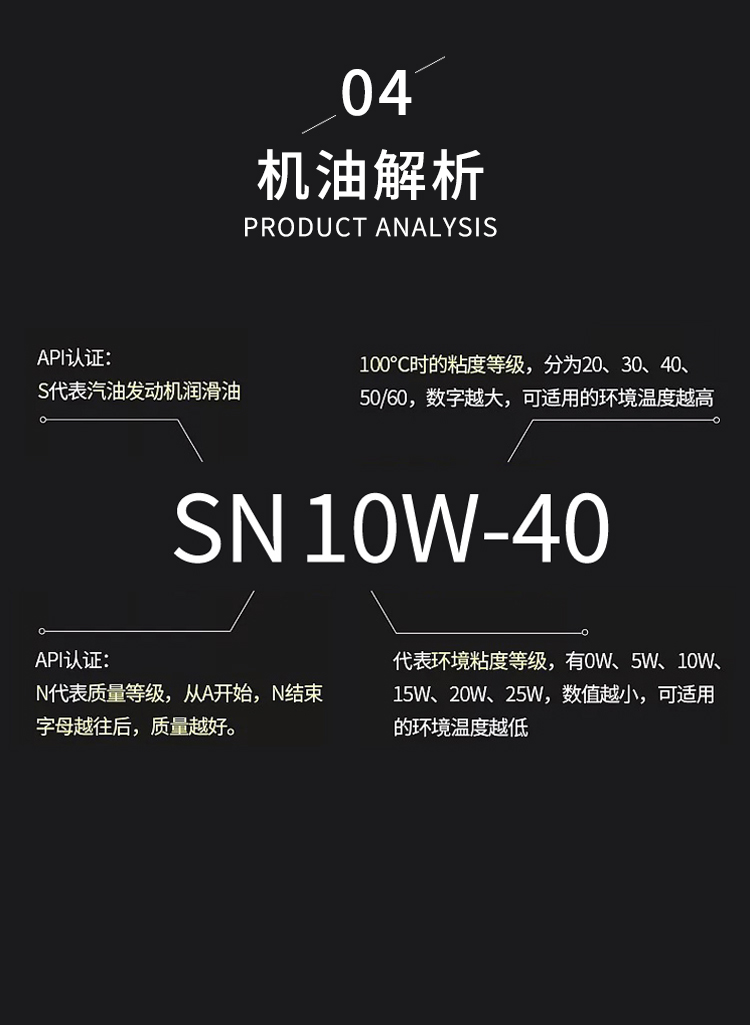 04
机油解析
PRODUCT ANALYSIS
API认证：
S代表汽油发动机润滑油
100℃时的粘度等级，分为20、30、40、
50/60，数字越大，可适用的环境温度越高
SN 10W-40
API认证：
N代表质量等级，从A开始，N结束
字母越往后，质量越好。
代表环境粘度等级，有0W、5W、10W、
15W、20W、25W，数值越小，可适用
的环境温度越低